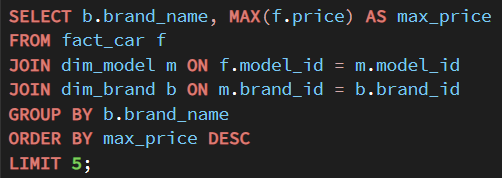 SELECT b.brand_name, MAX(f.price) AS max_price
FROM fact_car f
JOIN dim_model m ON f.model_id = m.model_id
JOIN dim_brand b ON m.brand_id = b.brand_id
GROUP BY b.brand_name
ORDER BY max_price DESC
LIMIT 5;